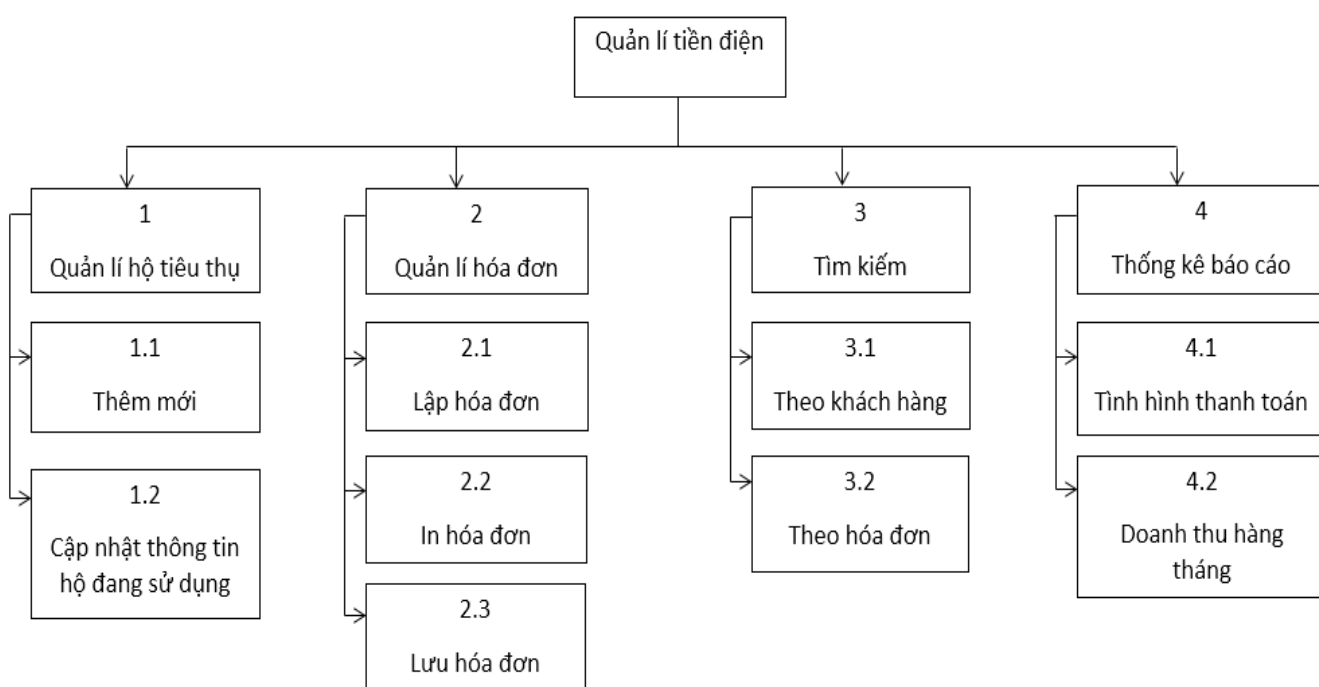 Quản lí tiền điện
1
Quản lí hộ tiêu thụ
1.1
Thêm mới
1.2
Cập nhật thông tin
hộ đang sử dụng
2
Quản lí hóa đơn
2.1
Lập hóa đơn
2.2
In hóa đơn
2.3
Lưu hóa đơn
3
Tìm kiếm
3.1
Theo khách hàng
3.2
Theo hóa đơn
4
Thống kê báo cáo
4.1
Tình hình thanh toán
4.2
Doanh thu hàng
tháng